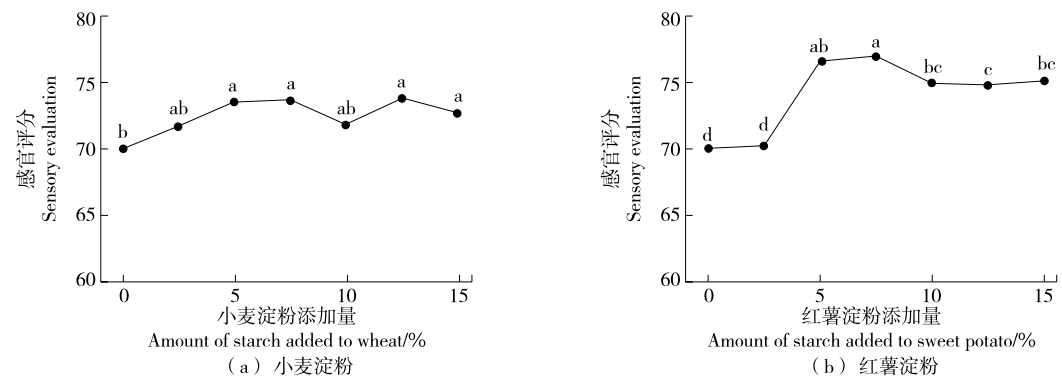 80
75
70
65
60
感官评分
Sensory evaluation
b
ab
a
a
ab
a
a
0
5
10
15
小麦淀粉添加量
Amount of starch added to wheat/%
（a）小麦淀粉
80
75
70
65
60
感官评分
Sensory evaluation
d
d
ab
a
bc
c
bc
0
5
10
15
红薯淀粉添加量
Amount of starch added to sweet potato/%
（b）红薯淀粉